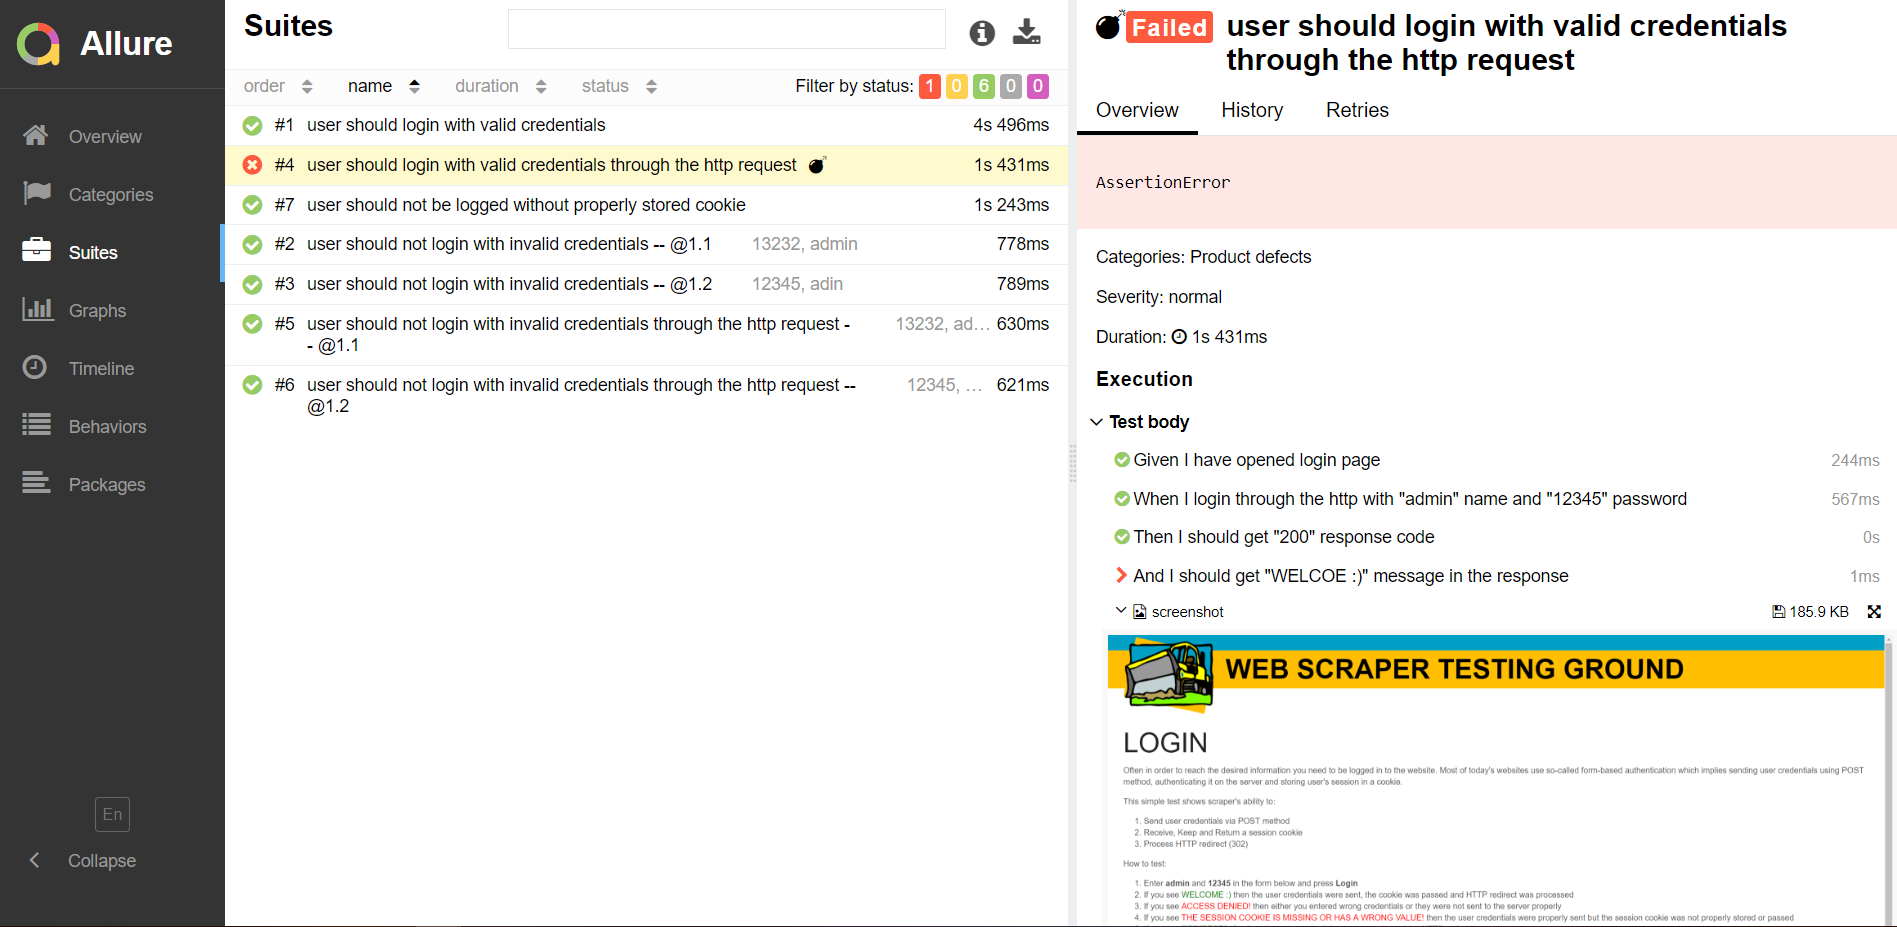 Allure
Overview
Categories
Suites
Graphs
Timeline
Behaviors
Packages
En
Collapse
Suites
order name duration status Filter by status: 1 0 6 0 0
#1 user should login with valid credentials 4s 496ms
#4 user should login with valid credentials through the http request 1s 431ms
#7 user should not be logged without properly stored cookie 1s 243ms
#2 user should not login with invalid credentials -- @1.1 13232, admin 778ms
#3 user should not login with invalid credentials -- @1.2 12345, adin 789ms
#5 user should not login with invalid credentials through the http request - 13232, ad... 630ms
- @1.1
#6 user should not login with invalid credentials through the http request -- 12345, ... 621ms
@1.2
Failed user should login with valid credentials
through the http request
Overview History Retries
AssertionError
Categories: Product defects
Severity: normal
Duration: 1s 431ms
Execution
Test body
Given I have opened login page 244ms
When I login through the http with "admin" name and "12345" password 567ms
Then I should get "200" response code 0s
And I should get "WELCOE :)" message in the response 1ms
screenshot 185.9 KB
WEB SCRAPER TESTING GROUND
LOGIN
Often in order to reach the desired information you need to be logged in to the website. Most of today's websites use so-called form-based authentication which implies sending user credentials using POST
method, authenticating it on the server and storing user's session in a cookie.
This simple test shows scraper's ability to:
1. Send user credentials via POST method
2. Receive, Keep and Return a session cookie
3. Process HTTP redirect (302)
How to test:
1. Enter admin and 12345 in the form below and press Login
2. If you see WELCOME :) then the user credentials were sent, the cookie was passed and HTTP redirect was processed
3. If you see ACCESS DENIED! then either you entered wrong credentials or they were not sent to the server properly
4. If you see THE SESSION COOKIE IS MISSING OR HAS A WRONG VALUE! then the user credentials were properly sent but the session cookie was not properly stored or passed